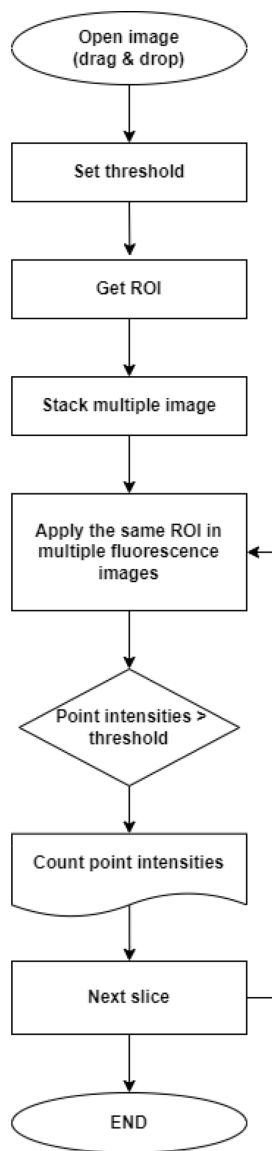 Open image
(drag & drop)
Set threshold
Get ROI
Stack multiple image
Apply the same ROI in
multiple fluorescence
images
Point intensities >
threshold
Count point intensities
Next slice
END